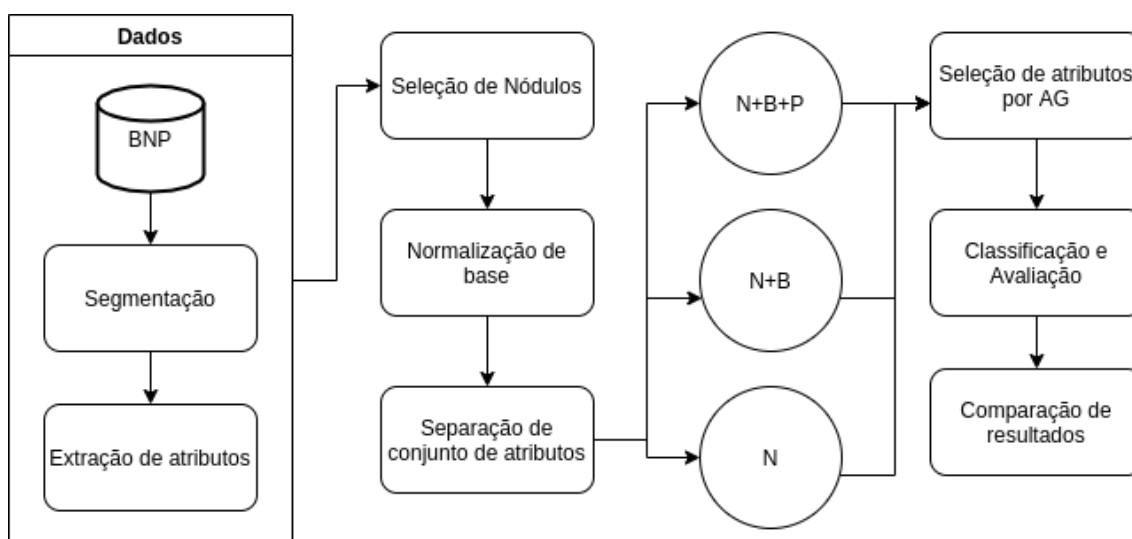 Dados
BNP
Segmentação
Extração de atributos
Seleção de Nódulos
Normalização de
base
Separação de
conjunto de atributos
N+B+P
N+B
N
Seleção de atributos
por AG
Classificação e
Avaliação
Comparação de
resultados